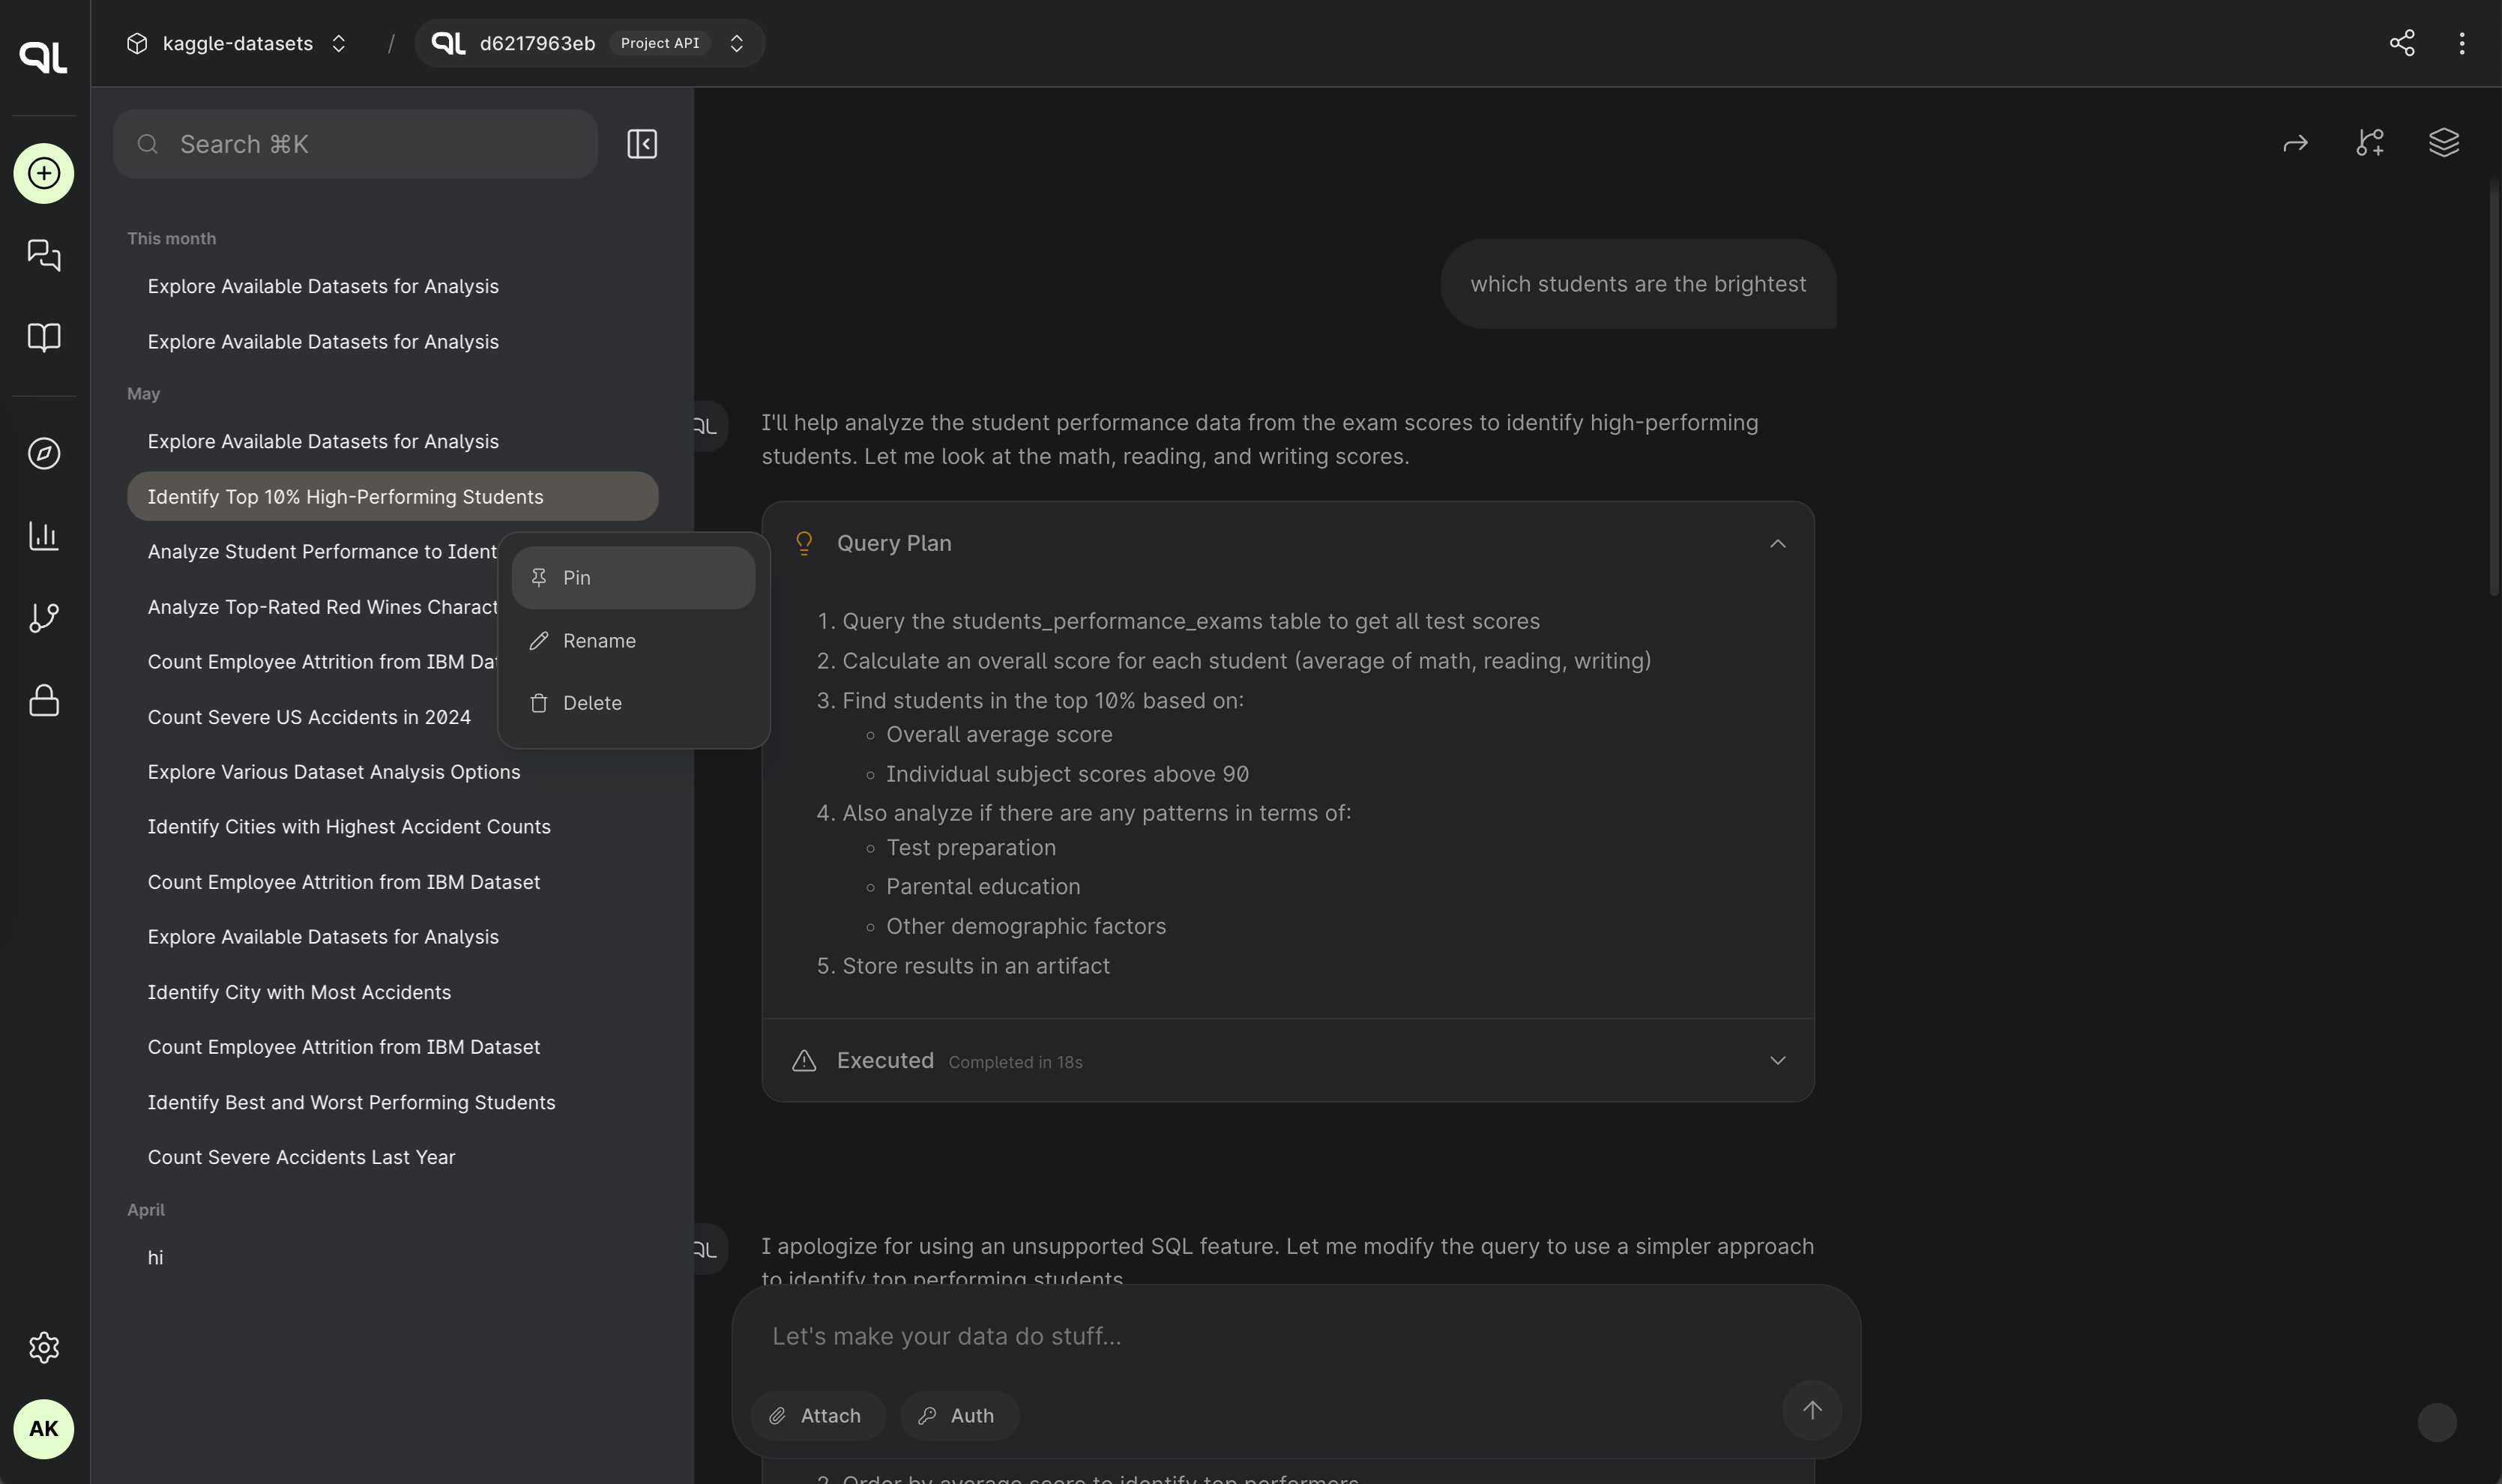 QL
kaggle-datasets
/
QL d6217963eb Project API
Search ⌘K
This month
Explore Available Datasets for Analysis
Explore Available Datasets for Analysis
May
Explore Available Datasets for Analysis
Identify Top 10% High-Performing Students
Analyze Student Performance to Ident
Analyze Top-Rated Red Wines Charact
Count Employee Attrition from IBM Dat
Count Severe US Accidents in 2024
Explore Various Dataset Analysis Options
Identify Cities with Highest Accident Counts
Count Employee Attrition from IBM Dataset
Explore Available Datasets for Analysis
Identify City with Most Accidents
Count Employee Attrition from IBM Dataset
Identify Best and Worst Performing Students
Count Severe Accidents Last Year
April
hi
AK
Pin
Rename
Delete
which students are the brightest
QL
I'll help analyze the student performance data from the exam scores to identify high-performing
students. Let me look at the math, reading, and writing scores.
Query Plan
1. Query the students_performance_exams table to get all test scores
2. Calculate an overall score for each student (average of math, reading, writing)
3. Find students in the top 10% based on:
Overall average score
Individual subject scores above 90
4. Also analyze if there are any patterns in terms of:
Test preparation
Parental education
Other demographic factors
5. Store results in an artifact
Executed Completed in 18s
QL
I apologize for using an unsupported SQL feature. Let me modify the query to use a simpler approach
to identify top performing students
Let's make your data do stuff...
Attach
Auth
2. Order by average score to identify top performers